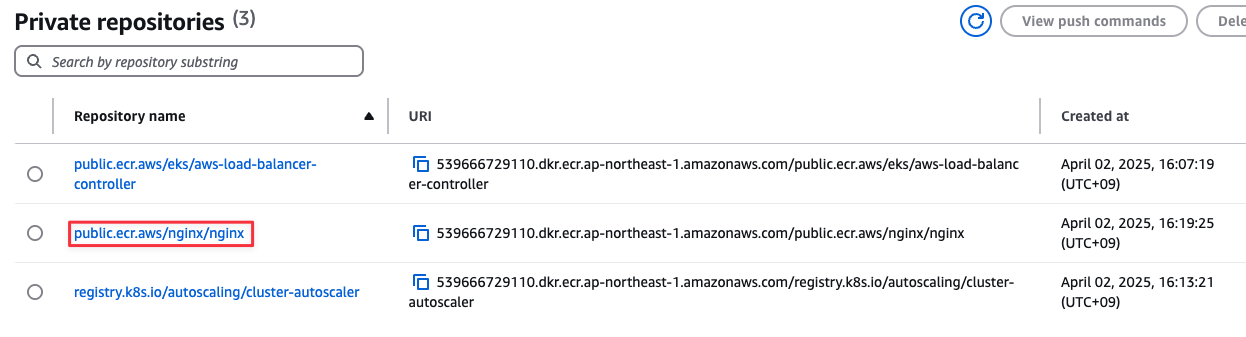 Private repositories (3)
View push commands
Dele
Search by repository substring
Repository name
URI
Created at
public.ecr.aws/eks/aws-load-balancer-
controller
539666729110.dkr.ecr.ap-northeast-1.amazonaws.com/public.ecr.aws/eks/aws-load-balanc
er-controller
April 02, 2025, 16:07:19
(UTC+09)
public.ecr.aws/nginx/nginx
539666729110.dkr.ecr.ap-northeast-1.amazonaws.com/public.ecr.aws/nginx/nginx
April 02, 2025, 16:19:25
(UTC+09)
registry.k8s.io/autoscaling/cluster-autoscaler
539666729110.dkr.ecr.ap-northeast-1.amazonaws.com/registry.k8s.io/autoscaling/cluster-
autoscaler
April 02, 2025, 16:13:21
(UTC+09)